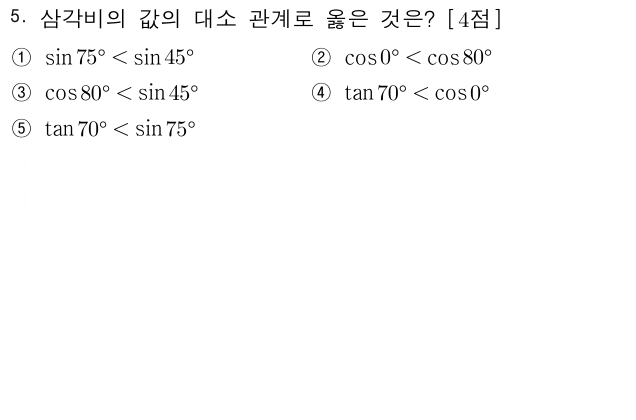 5. 삼각비의 값의 대소 관계로 옳은 것은? [4점]
① sin 75° < sin 45° ② cos 0° < cos 80°
③ cos 80° < sin 45° ④ tan 70° < cos 0°
⑤ tan 70° < sin 75°